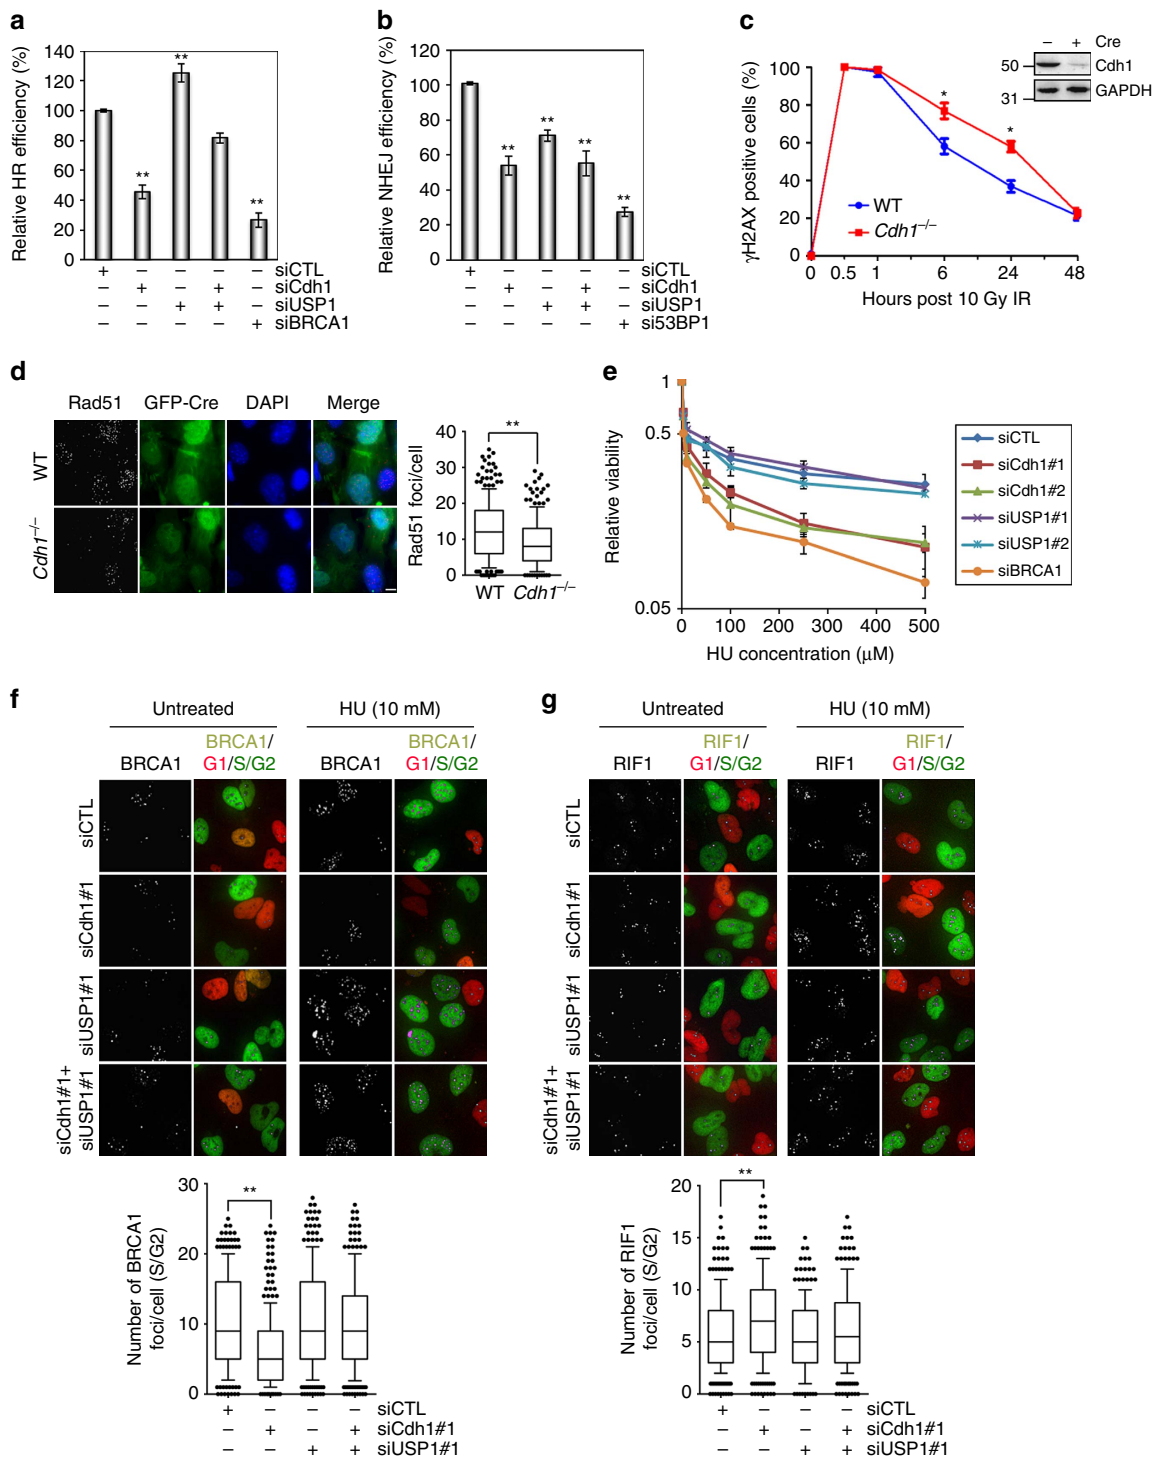 a
Relative HR efficiency (%)
140
120
100
80
60
40
20
0
**
**
**
+ – – – – siCTL
– + – + – siCdh1
– – + + – siUSP1
– – – – + siBRCA1
b
Relative NHEJ efficiency (%)
120
100
80
60
40
20
0
**
**
**
**
+ – – – – siCTL
– + – + – siCdh1
– – + + – siUSP1
– – – – + si53BP1
c
γH2AX positive cells (%)
100
80
60
40
20
0
*
*
WT
Cdh1–/–
0 0.5 1 6 24 48
Hours post 10 Gy IR
– + Cre
50 Cdh1
31 GAPDH
d
Rad51 GFP-Cre DAPI Merge
WT
Cdh1–/–
Rad51 foci/cell
40
30
20
10
0
**
WT Cdh1–/–
e
Relative viability
1
0.5
0.05
0 100 200 300 400 500
HU concentration (μM)
siCTL
siCdh1#1
siCdh1#2
siUSP1#1
siUSP1#2
siBRCA1
f
Untreated HU (10 mM)
BRCA1/ BRCA1/
BRCA1 G1/S/G2 BRCA1 G1/S/G2
siCTL
siCdh1#1
siUSP1#1
siCdh1#1+
siUSP1#1
Number of BRCA1
foci/cell (S/G2)
30
20
10
0
**
+ – – – siCTL
– + – + siCdh1#1
– – + + siUSP1#1
g
Untreated HU (10 mM)
RIF1/ RIF1/
RIF1 G1/S/G2 RIF1 G1/S/G2
siCTL
siCdh1#1
siUSP1#1
siCdh1#1+
siUSP1#1
Number of RIF1
foci/cell (S/G2)
20
15
10
5
0
**
+ – – – siCTL
– + – + siCdh1#1
– – + + siUSP1#1